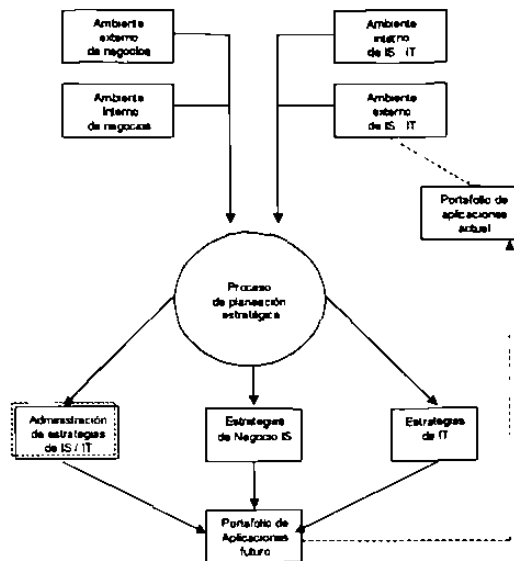 Ambiente
externo
de negocios
Ambiente
interno
de IS IT
Ambiente
Interno
de negocios
Ambiente
externo
de IS IT
Portafolio de
aplicaciones
actual
Proceso
de planeación
estratégica
Administración
de estrategias
de IS / IT
Estrategias
de Negocio IS
Estrategias
de IT
Portafolio de
Aplicaciones
futuro